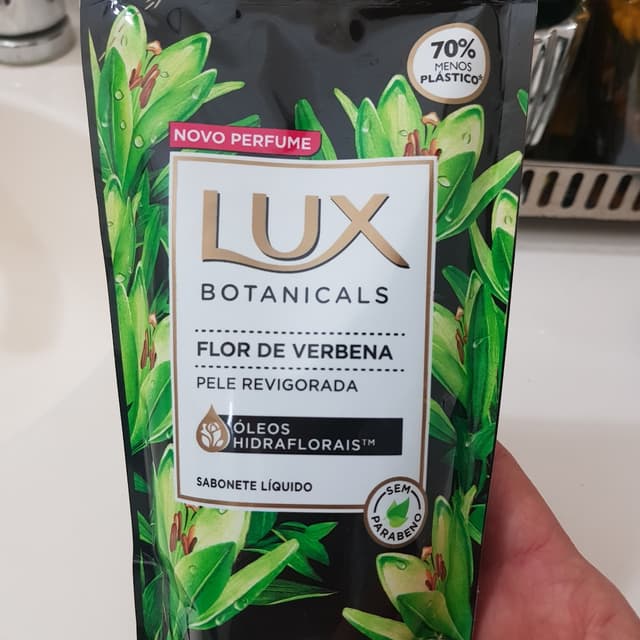 70%
MENOS
PLÁSTICO*
NOVO PERFUME
LUX
BOTANICALS
FLOR DE VERBENA
PELE REVIGORADA
ÓLEOS
HIDRAFLORAIS™
SABONETE LÍQUIDO
SEM
PARABENO